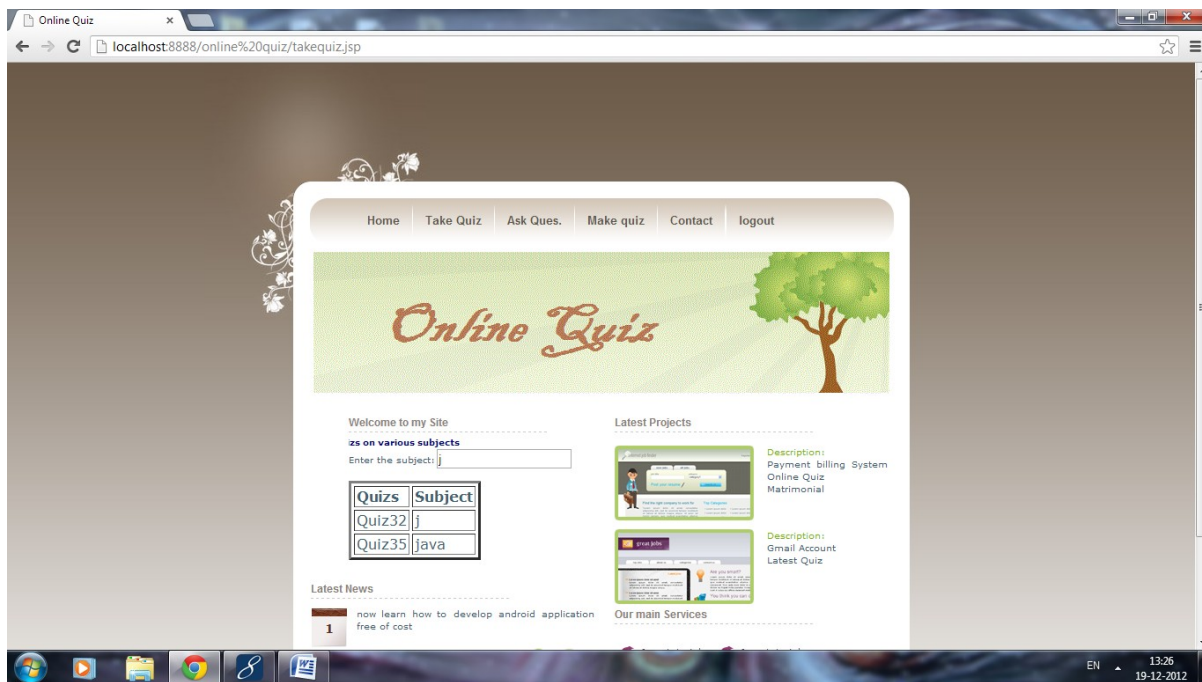 Online Quiz
localhost:8888/online%20quiz/takequiz.jsp
Home Take Quiz Ask Ques. Make quiz Contact logout
Online Quiz
Welcome to my Site
zs on various subjects
Enter the subject: j
Quizs Subject
Quiz32 j
Quiz35 java
Latest News
1
now learn how to develop android application
free of cost
Latest Projects
Description:
Payment billing System
Online Quiz
Matrimonial
great jobs
Description:
Gmail Account
Latest Quiz
Our main Services
EN
13:26
19-12-2012